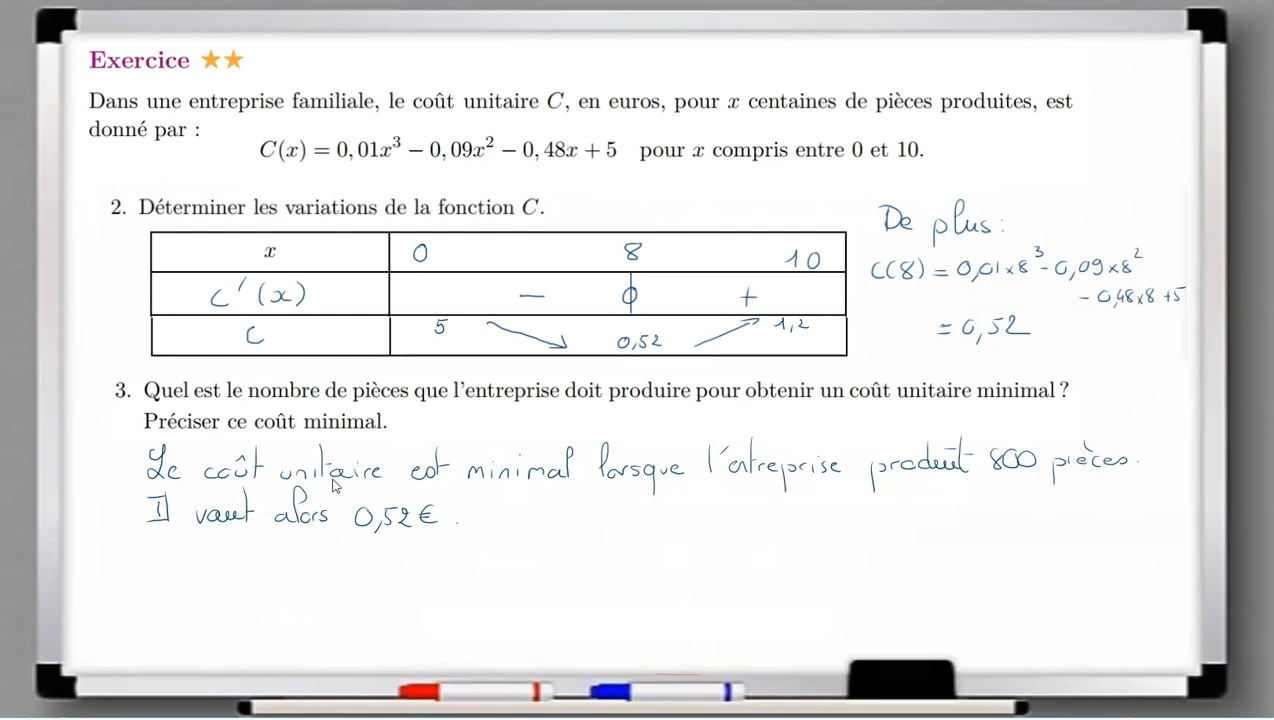 Exercice ★★
Dans une entreprise familiale, le coût unitaire C, en euros, pour x centaines de pièces produites, est
donné par :
C(x) = 0,01x³ − 0,09x² − 0,48x + 5 pour x compris entre 0 et 10.
2. Déterminer les variations de la fonction C.
De plus :
x 0 8 10
C(8) = 0,01×8³ - 0,09×8²
- 0,48×8 +5
C'(x) − 0 +
C 5 0,52 1,2
= 0,52
3. Quel est le nombre de pièces que l'entreprise doit produire pour obtenir un coût unitaire minimal ?
Préciser ce coût minimal.
Le coût unitaire est minimal lorsque l'entreprise produit 800 pièces.
Il vaut alors 0,52€.